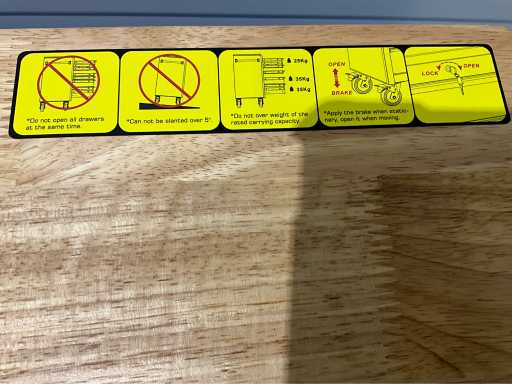 *Do not open all drawers
at the same time.
*Can not be slanted over 5°.
25Kg
35Kg
*Do not over weight of the
rated carrying capacity.
OPEN
BRAKE
*Apply the brake when statio-
nary, open it when moving.
LOCK
OPEN